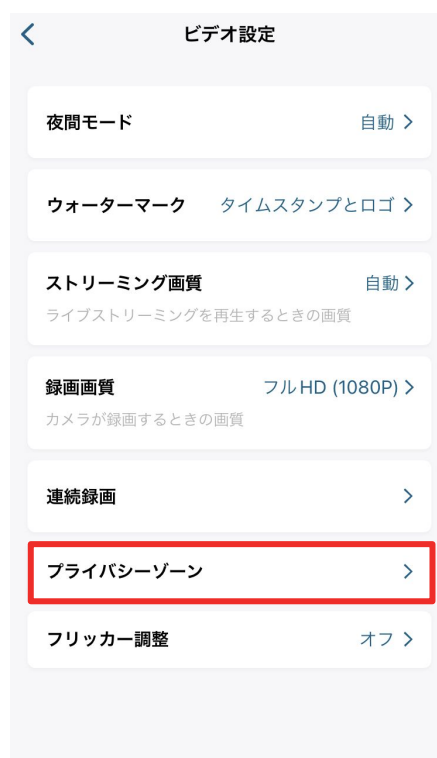 ビデオ設定
夜間モード 自動
ウォーターマーク タイムスタンプとロゴ
ストリーミング画質 自動
ライブストリーミングを再生するときの画質
録画画質 フルHD (1080P)
カメラが録画するときの画質
連続録画
プライバシーゾーン
フリッカー調整 オフ